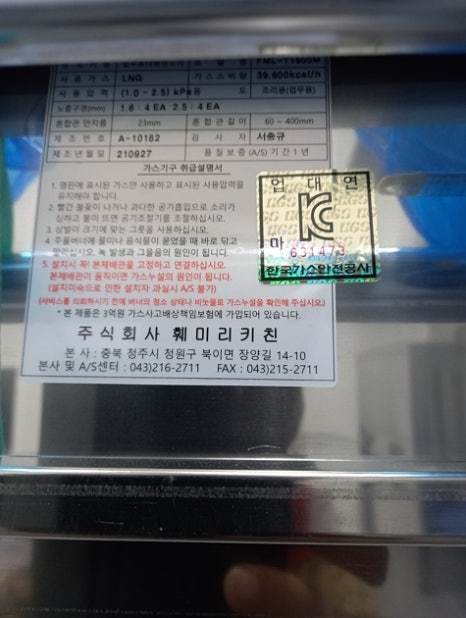 FML-T1500M
사 용 가 스 LNG 가스소비량 39,600kcal/h
사 용 압 력 (1.0 ~ 2.5) kPa 용 도 조리용(업무용)
노즐구경(mm) 1.6 : 4 EA 2.5 : 4 EA
혼합관 안지름 23mm 혼합관길이 60 ~ 400mm
제 조 번 호 A-10182 검 사 자 서충규
제 조 년 월 일 210927 품 질 보 증 (A/S) 기 간 1 년
가스기구 취급설명서
1. 명판에 표시된 가스만 사용하고 표시된 사용압력을
유지해야 합니다.
2. 빨간 불꽃이 나거나 과다한 공기흡입으로 소리가
심하고 불이 뜨면 공기조절기를 조절하십시오.
3. 삼발이 크기에 맞는 그릇을 사용하십시오.
4. 주물버너에 물이나 음식물이 묻었을 때 바로 닦고
말리십시오. 녹 발생과 그을음의 원인이 됩니다.
5. 설치시 꼭! 본체배관을 고정하고 연결하십시오.
본체배관이 움직이면 가스누설의 원인이 됩니다.
(설치미숙으로 인한 설치자 과실시 A/S 불가)
(서비스를 의뢰하시기 전에 버너의 청소 상태나 비눗물로 가스누설을 확인해 주십시오)
* 본 제품은 3억원 가스사고배상책임보험에 가입되어 있습니다.
주 식 회 사 훼 미 리 키 친
본 사 : 충북 청주시 청원구 북이면 장양길 14-10
본사 및 A/S센터 : 043)216-2711 FAX : 043)215-2711
업 대 연
KC
마
631473
한국가스안전공사